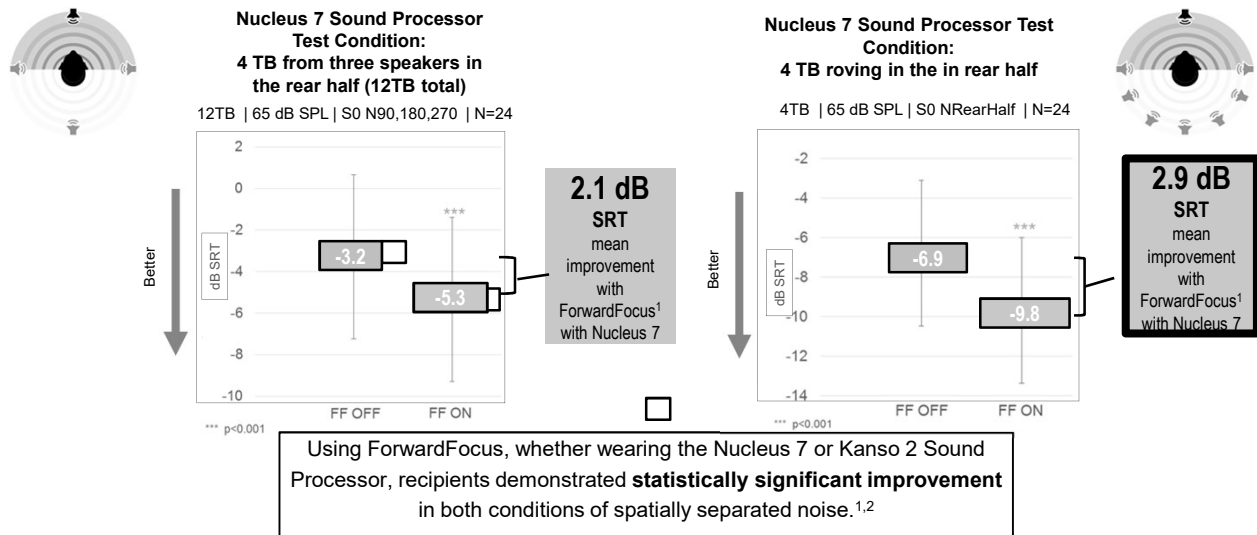 Nucleus 7 Sound Processor
Test Condition:
4 TB from three speakers in
the rear half (12TB total)
12TB | 65 dB SPL | S0 N90,180,270 | N=24
2
0
-2
-4
-6
-8
-10
Better
dB SRT
***
-3.2
-5.3
FF OFF
FF ON
*** p<0.001
2.1 dB
SRT
mean
improvement
with
ForwardFocus¹
with Nucleus 7
Nucleus 7 Sound Processor Test
Condition:
4 TB roving in the in rear half
4TB | 65 dB SPL | S0 NRearHalf | N=24
-2
-4
-6
-8
-10
-12
-14
Better
dB SRT
***
-6.9
-9.8
FF OFF
FF ON
*** p<0.001
2.9 dB
SRT
mean
improvement
with
ForwardFocus¹
with Nucleus 7
Using ForwardFocus, whether wearing the Nucleus 7 or Kanso 2 Sound
Processor, recipients demonstrated statistically significant improvement
in both conditions of spatially separated noise.¹,²